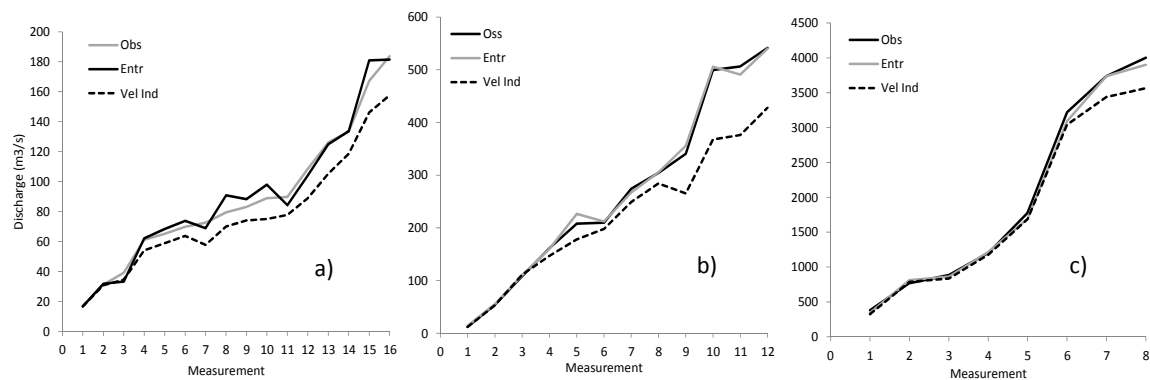 Discharge (m3/s)
200
180
160
140
120
100
80
60
40
20
0
Obs
Entr
Vel Ind
a)
0 1 2 3 4 5 6 7 8 9 10 11 12 13 14 15 16
Measurement
600
500
400
300
200
100
0
Oss
Entr
Vel Ind
b)
0 1 2 3 4 5 6 7 8 9 10 11 12
Measurement
4500
4000
3500
3000
2500
2000
1500
1000
500
0
Obs
Entr
Vel Ind
c)
0 1 2 3 4 5 6 7 8
Measurement